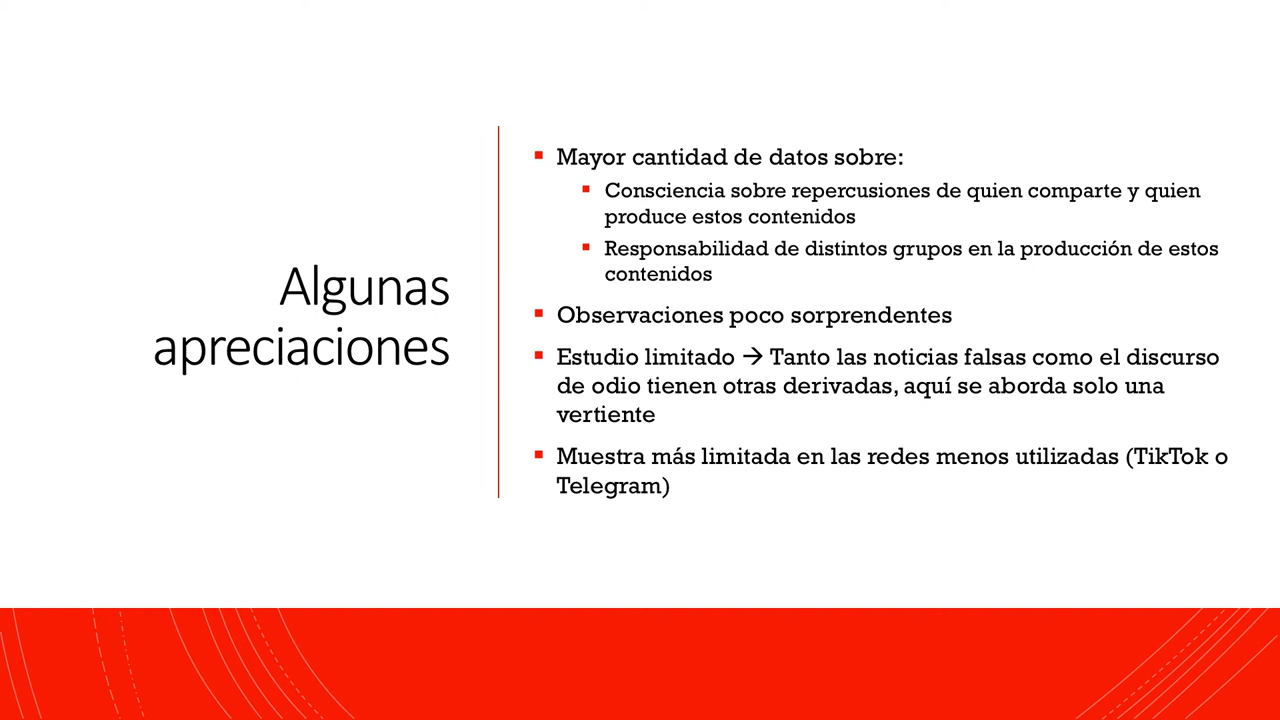 Algunas
apreciaciones
Mayor cantidad de datos sobre:
Consciencia sobre repercusiones de quien comparte y quien
produce estos contenidos
Responsabilidad de distintos grupos en la producción de estos
contenidos
Observaciones poco sorprendentes
Estudio limitado → Tanto las noticias falsas como el discurso
de odio tienen otras derivadas, aquí se aborda solo una
vertiente
Muestra más limitada en las redes menos utilizadas (TikTok o
Telegram)